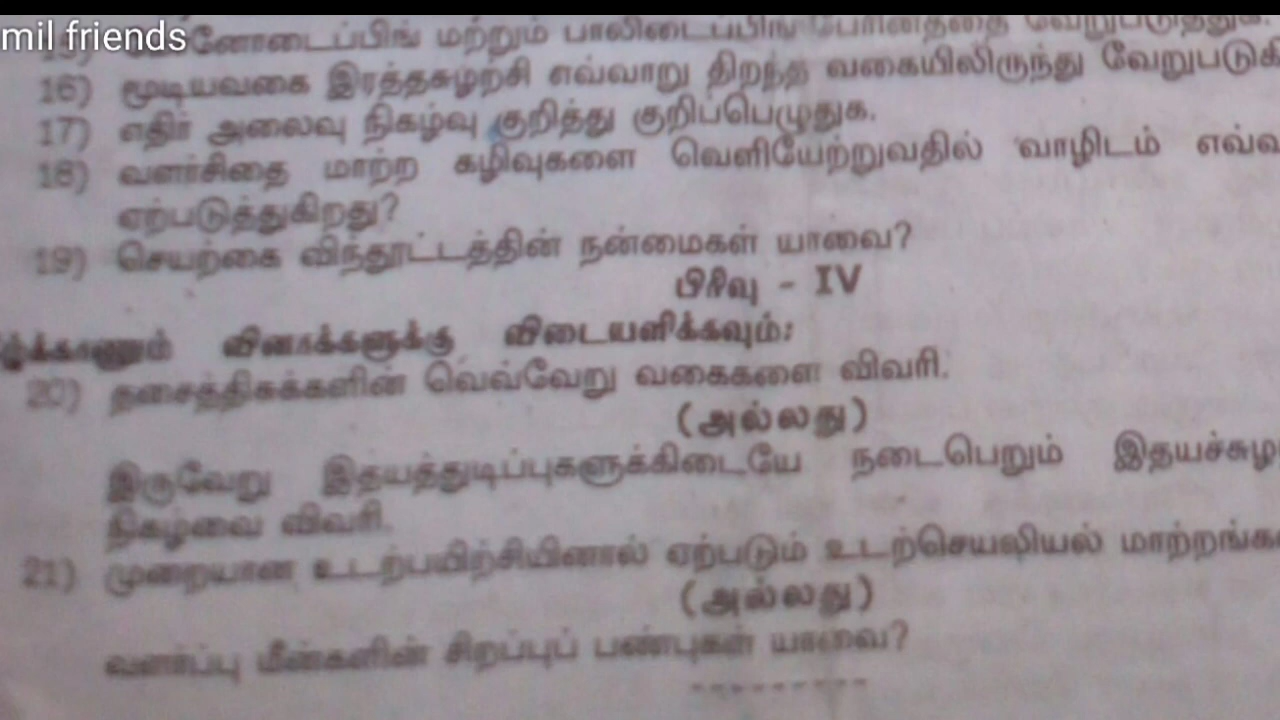 mil friends
மற்றும் பாலிடைப்பிங் பேரினத்தை வேறுபடுத்துக.
16) மூடியவகை இரத்தசுழற்சி எவ்வாறு திறந்த வகையிலிருந்து வேறுபடுகி
17) எதிர் அலைவு நிகழ்வு குறித்து குறிப்பெழுதுக.
18) வளர்சிதை மாற்ற கழிவுகளை வெளியேற்றுவதில் வாழிடம் எவ்வ
ஏற்படுத்துகிறது?
19) செயற்கை விந்தூட்டத்தின் நன்மைகள் யாவை?
பிரிவு - IV
வினாக்களுக்கு விடையளிக்கவும்:
20) தசைத்திசுக்களின் வெவ்வேறு வகைகளை விவரி.
(அல்லது)
இருவேறு இதயத்துடிப்புகளுக்கிடையே நடைபெறும் இதயச்சுழ
நிகழ்வை விவரி.
21) முறையான உடற்பயிற்சியினால் ஏற்படும் உடற்செயலியல் மாற்றங்க
(அல்லது)
வளர்ப்பு மீன்களின் சிறப்புப் பண்புகள் யாவை?
---------